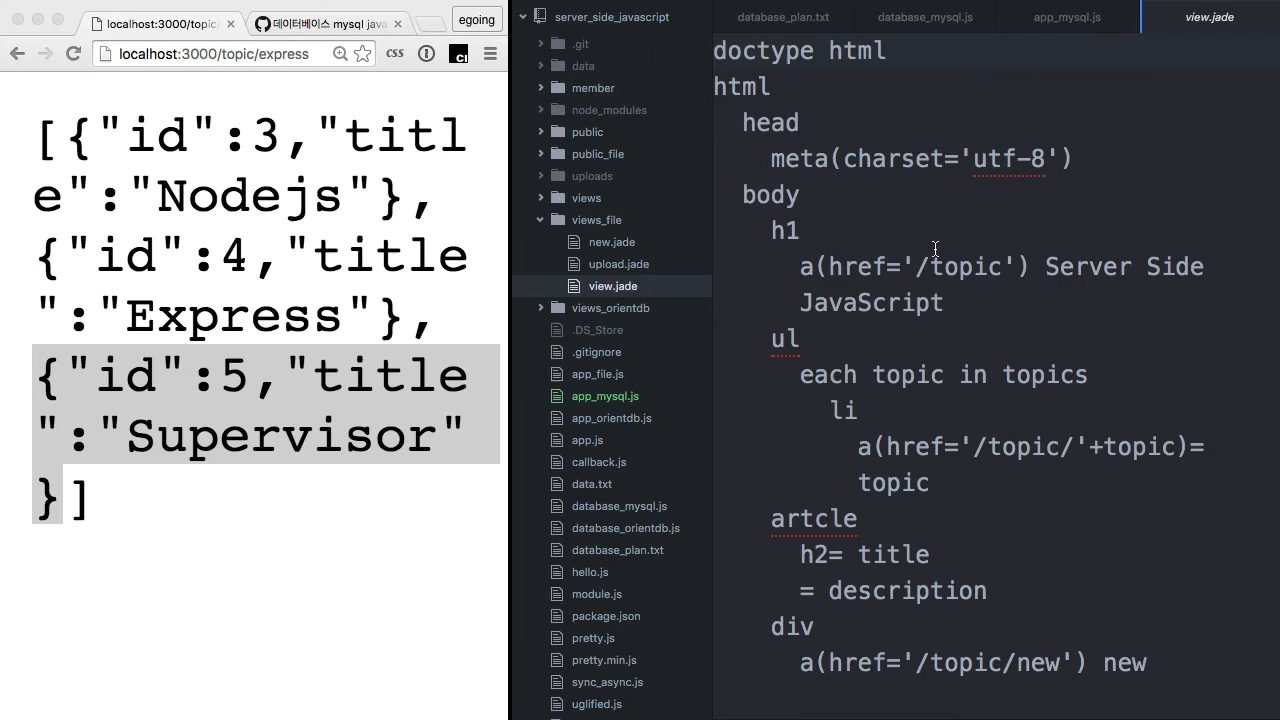 localhost:3000/topic
데이터베이스 mysql java
egoing
localhost:3000/topic/express
css
[{"id":3,"titl
e":"Nodejs"},
{"id":4,"title
":"Express"},
{"id":5,"title
":"Supervisor"
}]
server_side_javascript
.git
data
member
node_modules
public
public_file
uploads
views
views_file
new.jade
upload.jade
view.jade
views_orientdb
.DS_Store
.gitignore
app_file.js
app_mysql.js
app_orientdb.js
app.js
callback.js
data.txt
database_mysql.js
database_orientdb.js
database_plan.txt
hello.js
module.js
package.json
pretty.js
pretty.min.js
sync_async.js
uglified.js
database_plan.txt
database_mysql.js
app_mysql.js
view.jade
doctype html
html
head
meta(charset='utf-8')
body
h1
a(href='/topic') Server Side
JavaScript
ul
each topic in topics
li
a(href='/topic/'+topic)=
topic
artcle
h2= title
= description
div
a(href='/topic/new') new